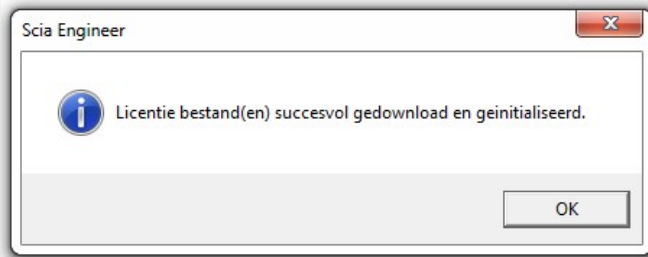 Scia Engineer
Licentie bestand(en) succesvol gedownload en geinitialiseerd.
OK